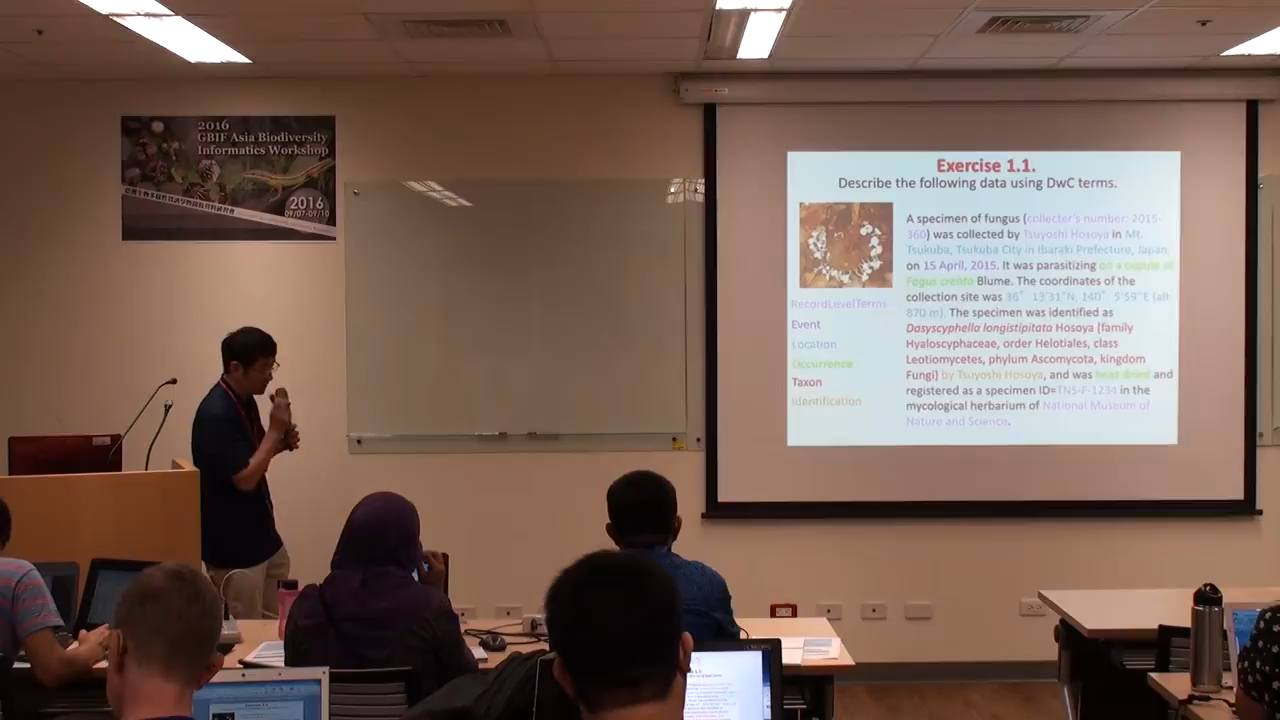 2016
GBIF Asia Biodiversity
Informatics Workshop
2016
09/07-09/10
Exercise 1.1.
Describe the following data using DwC terms.
A specimen of fungus (collecter's number: 2015-
360) was collected by Tsuyoshi Hosoya in Mt.
Tsukuba, Tsukuba City in Ibaraki Prefecture, Japan
on 15 April, 2015. It was parasitizing on a cupule of
Fagus crenata Blume. The coordinates of the
collection site was 36° 13'31"N, 140° 5'59"E (alt
870 m). The specimen was identified as
Dasyscyphella longistipitata Hosoya (family
Hyaloscyphaceae, order Helotiales, class
Leotiomycetes, phylum Ascomycota, kingdom
Fungi) by Tsuyoshi Hosoya, and was heat dried and
registered as a specimen ID=TNS-F-1234 in the
mycological herbarium of National Museum of
Nature and Science.
RecordLevelTerms
Event
Location
Occurrence
Taxon
Identification